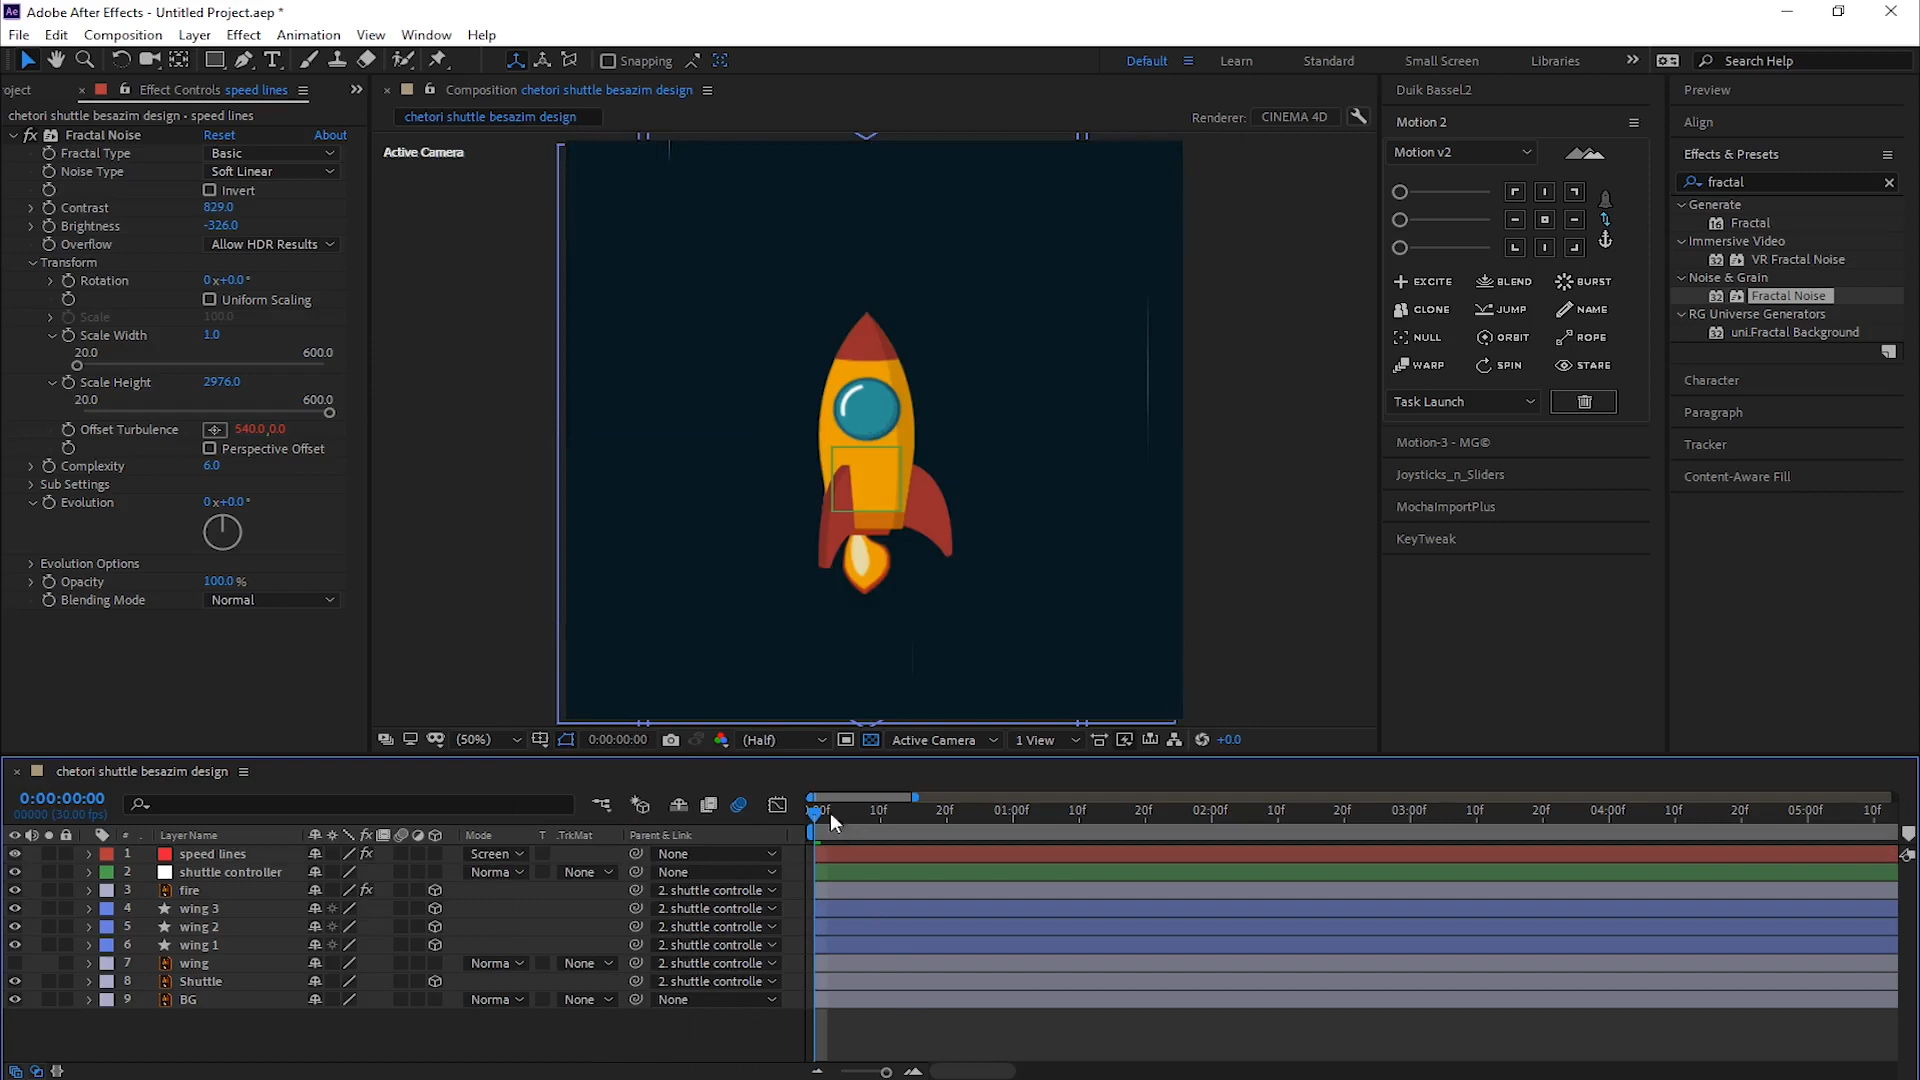 Ae Adobe After Effects - Untitled Project.aep *
File Edit Composition Layer Effect Animation View Window Help
Snapping Default Learn Standard Small Screen Libraries Search Help
oject Effect Controls speed lines
chetori shuttle besazim design • speed lines
fx Fractal Noise Reset About
Fractal Type Basic
Noise Type Soft Linear
Invert
Contrast 829.0
Brightness -326.0
Overflow Allow HDR Results
Transform
Rotation 0x+0.0°
Uniform Scaling
Scale 100.0
Scale Width 1.0
20.0 600.0
Scale Height 2976.0
20.0 600.0
Offset Turbulence 540.0,0.0
Perspective Offset
Complexity 6.0
Sub Settings
Evolution 0x+0.0°
Evolution Options
Opacity 100.0 %
Blending Mode Normal
Composition chetori shuttle besazim design
chetori shuttle besazim design
Renderer: CINEMA 4D
Active Camera
(50%) 0:00:00:00 (Half) Active Camera 1 View +0.0
Duik Bassel.2
Motion 2
Motion v2
EXCITE BLEND BURST
CLONE JUMP NAME
NULL ORBIT ROPE
WARP SPIN STARE
Task Launch
Motion-3 - MG©
Joysticks_n_Sliders
MochaImportPlus
KeyTweak
Preview
Align
Effects & Presets
fractal
Generate
16 Fractal
Immersive Video
32 VR Fractal Noise
Noise & Grain
32 Fractal Noise
RG Universe Generators
32 uni.Fractal Background
Character
Paragraph
Tracker
Content-Aware Fill
chetori shuttle besazim design
0:00:00:00
00000 (30.00 fps)
10f 20f 01:00f 10f 20f 02:00f 10f 20f 03:00f 10f 20f 04:00f 10f 20f 05:00f 10f
# Layer Name fx Mode T .TrkMat Parent & Link
1 speed lines fx Screen None
2 shuttle controller Norma None None
3 fire fx 2. shuttle controlle
4 wing 3 2. shuttle controlle
5 wing 2 2. shuttle controlle
6 wing 1 2. shuttle controlle
7 wing Norma None 2. shuttle controlle
8 Shuttle 2. shuttle controlle
9 BG Norma None None